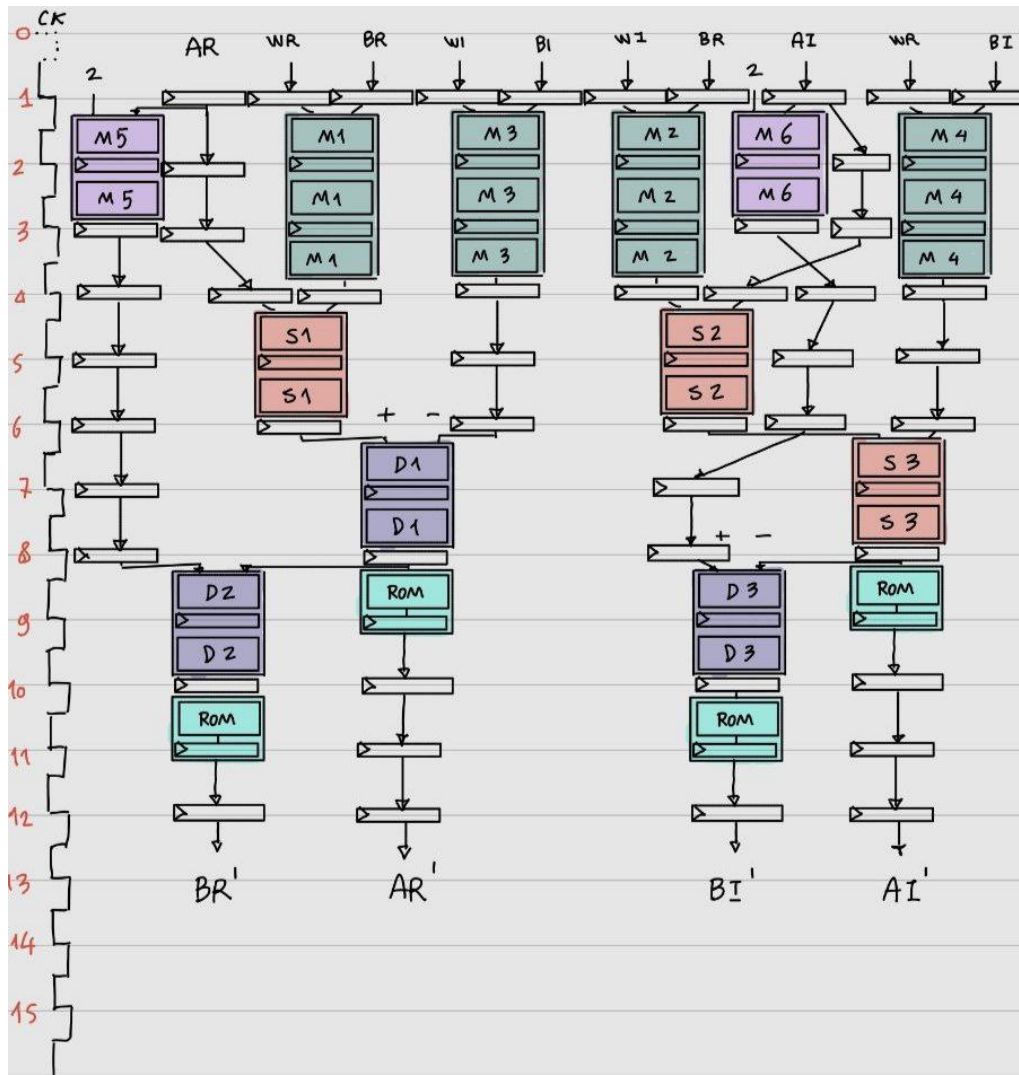 CK
0
AR WR BR WI BI WI BR AI WR BI
2 2
1
M5 M1 M3 M2 M6 M4
2
M5 M1 M3 M2 M6 M4
3
M1 M3 M2 M4
4
S1 S2
5
S1 S2
+ -
6
D1 S3
7
D1 S3
8
+ -
D2 ROM D3 ROM
9
D2 D3
10
ROM ROM
11
12
13
BR' AR' BI' AI'
14
15